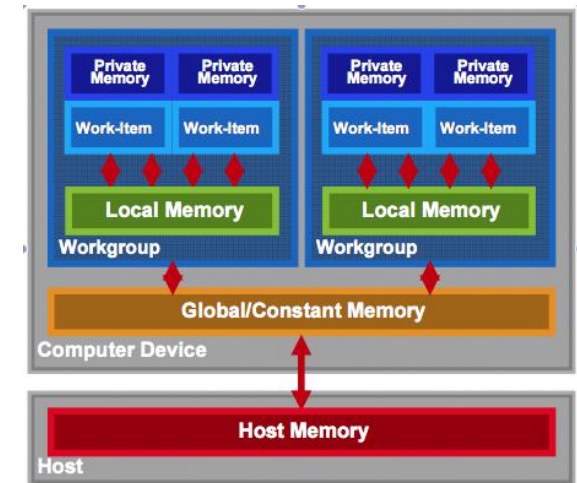 Private Memory
Private Memory
Private Memory
Private Memory
Work-Item
Work-Item
Work-Item
Work-Item
Local Memory
Local Memory
Workgroup
Workgroup
Global/Constant Memory
Computer Device
Host Memory
Host